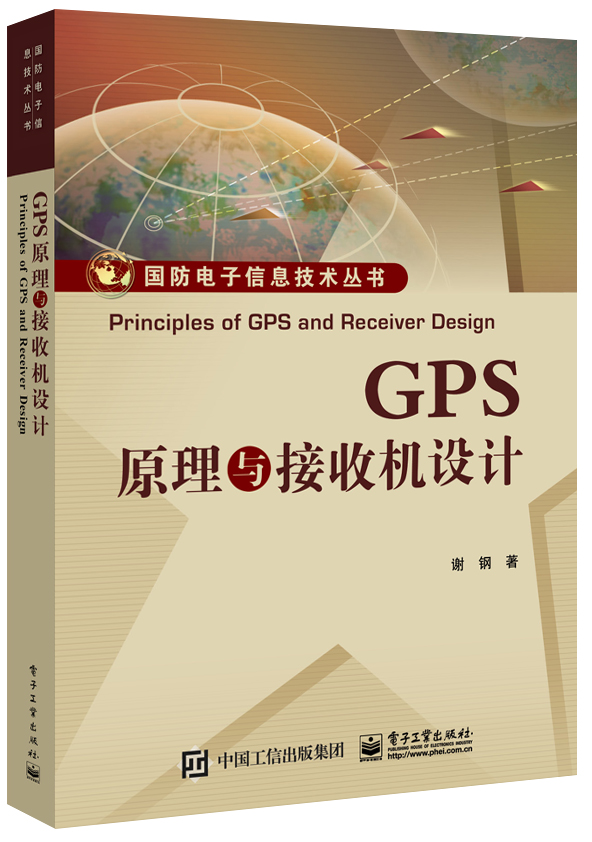 国防电子信
息技术丛书
GPS原理与接收机设计
Principles of GPS and Receiver Design
电子工业出版社·
国防电子信息技术丛书
Principles of GPS and Receiver Design
GPS
原理与接收机设计
谢 钢 著
中国工信出版集团
电子工业出版社·
PUBLISHING HOUSE OF ELECTRONICS INDUSTRY
http://www.phei.com.cn